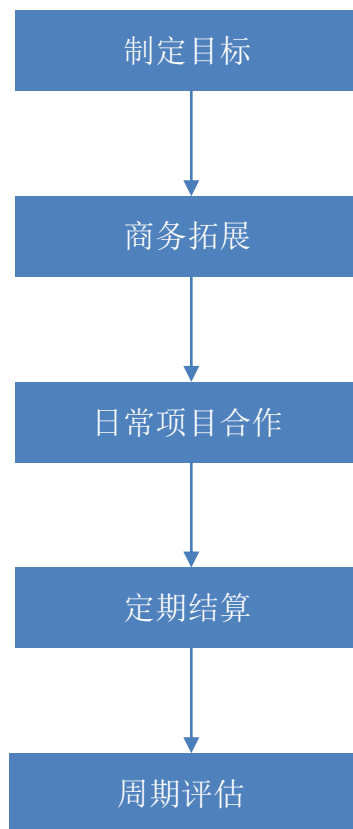 制定目标
商务拓展
日常项目合作
定期结算
周期评估